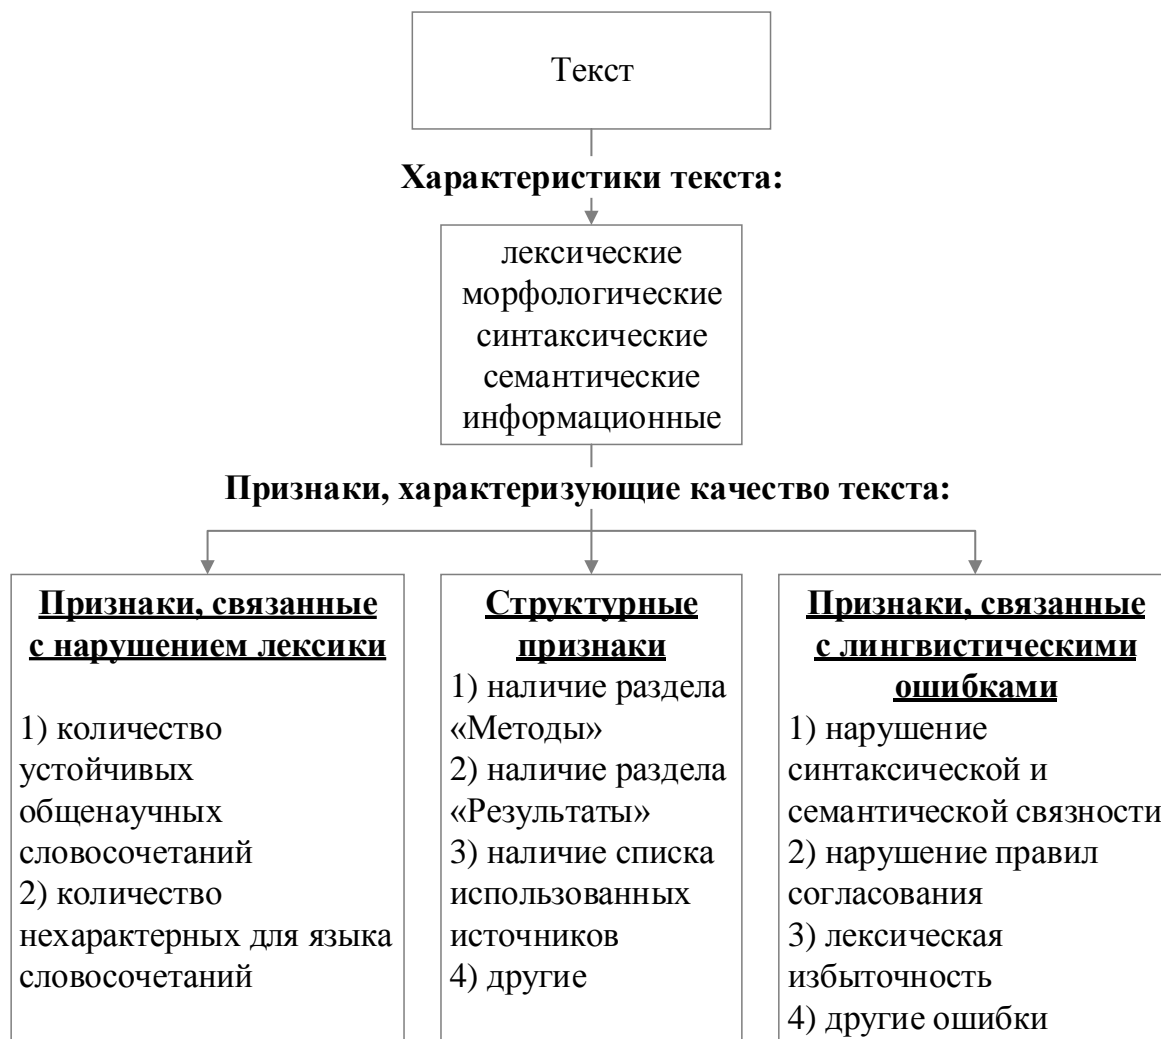 Текст
Характеристики текста:
лексические
морфологические
синтаксические
семантические
информационные
Признаки, характеризующие качество текста:
Признаки, связанные
с нарушением лексики
1) количество
устойчивых
общенаучных
словосочетаний
2) количество
нехарактерных для языка
словосочетаний
Структурные
признаки
1) наличие раздела
«Методы»
2) наличие раздела
«Результаты»
3) наличие списка
использованных
источников
4) другие
Признаки, связанные
с лингвистическими
ошибками
1) нарушение
синтаксической и
семантической связности
2) нарушение правил
согласования
3) лексическая
избыточность
4) другие ошибки